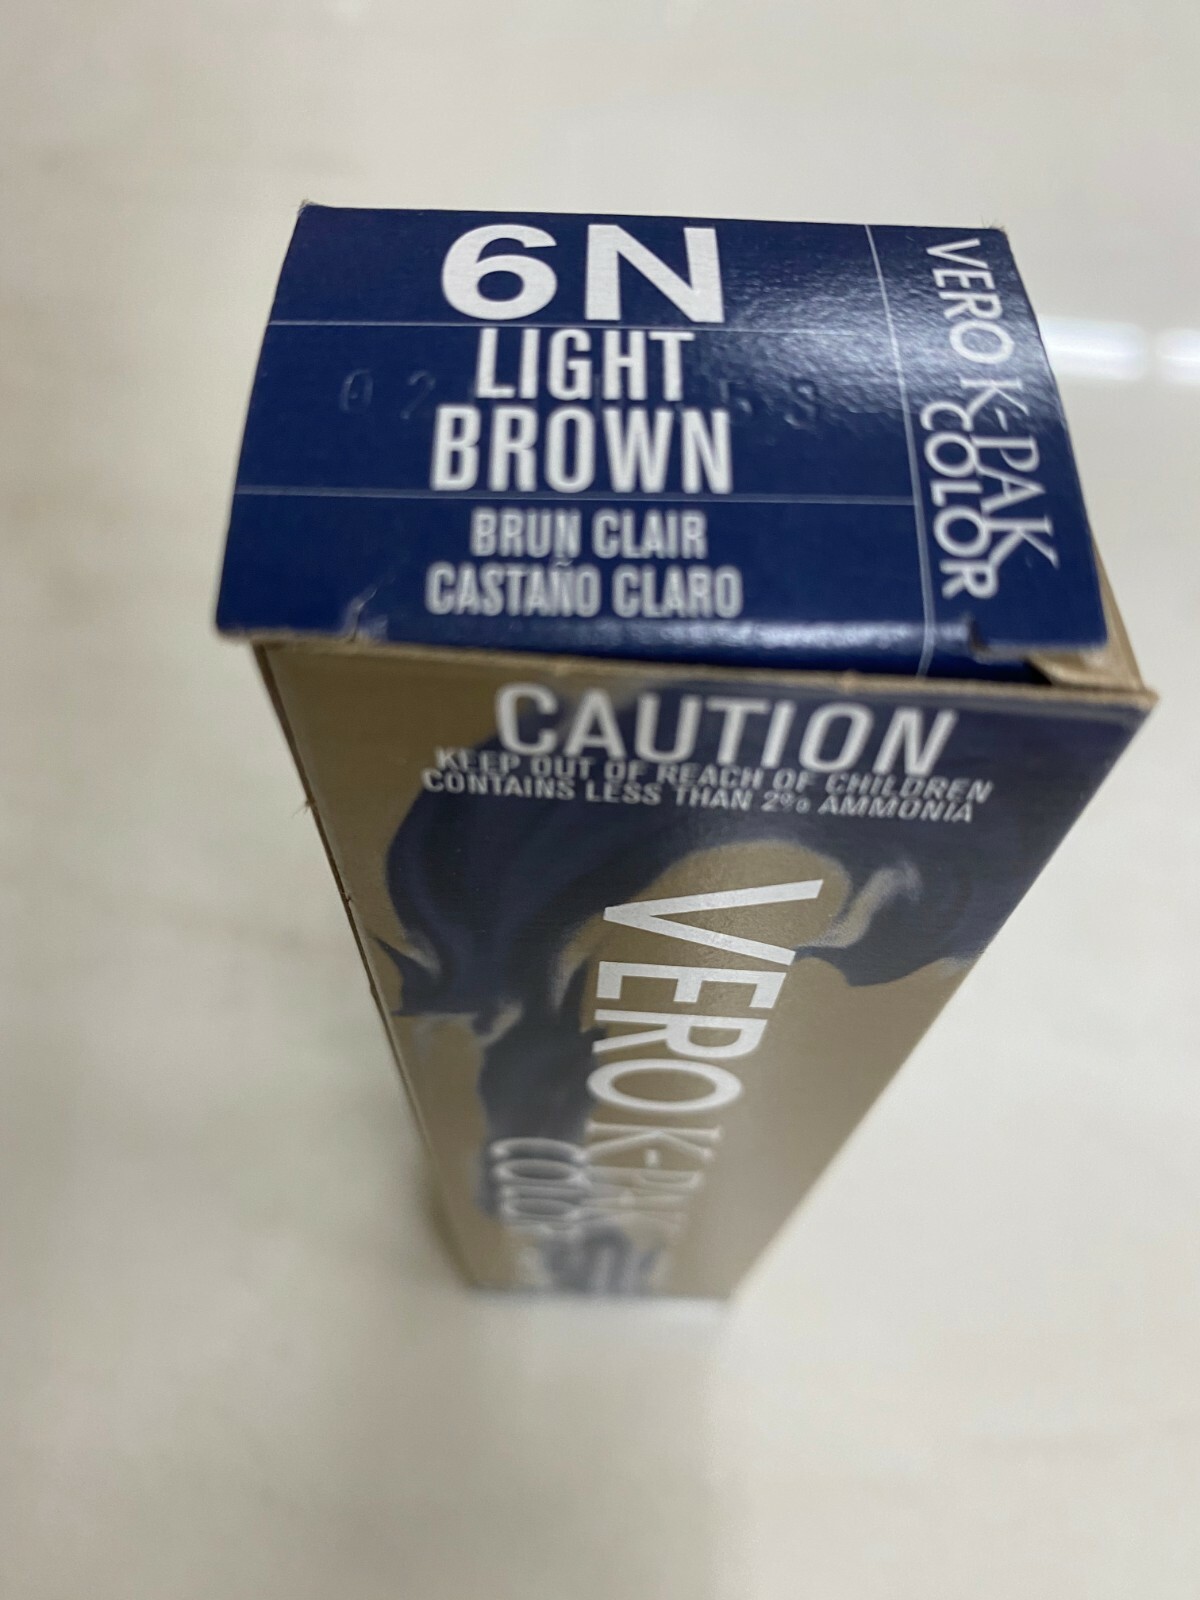 6N
LIGHT
BROWN
BRUN CLAIR
CASTAÑO CLARO
VERO K-PAK
COLOR
CAUTION
KEEP OUT OF REACH OF CHILDREN
CONTAINS LESS THAN 2% AMMONIA
VERO K-PAK
COLOR